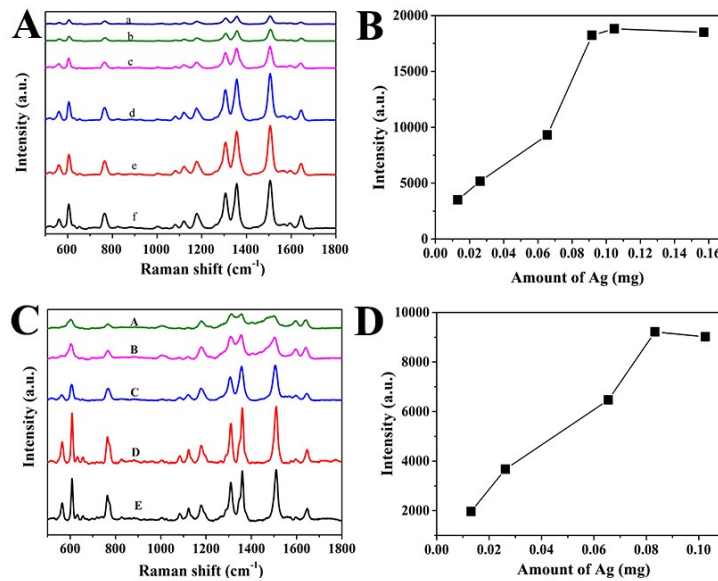 A
a
b
c
d
e
f
Intensity (a.u.)
600 800 1000 1200 1400 1600 1800
Raman shift (cm⁻¹)
B
20000
15000
10000
5000
0
Intensity (a.u.)
0.00 0.02 0.04 0.06 0.08 0.10 0.12 0.14 0.16
Amount of Ag (mg)
C
A
B
C
D
E
Intensity (a.u.)
600 800 1000 1200 1400 1600 1800
Raman shift (cm⁻¹)
D
10000
8000
6000
4000
2000
Intensity (a.u.)
0.00 0.02 0.04 0.06 0.08 0.10
Amount of Ag (mg)